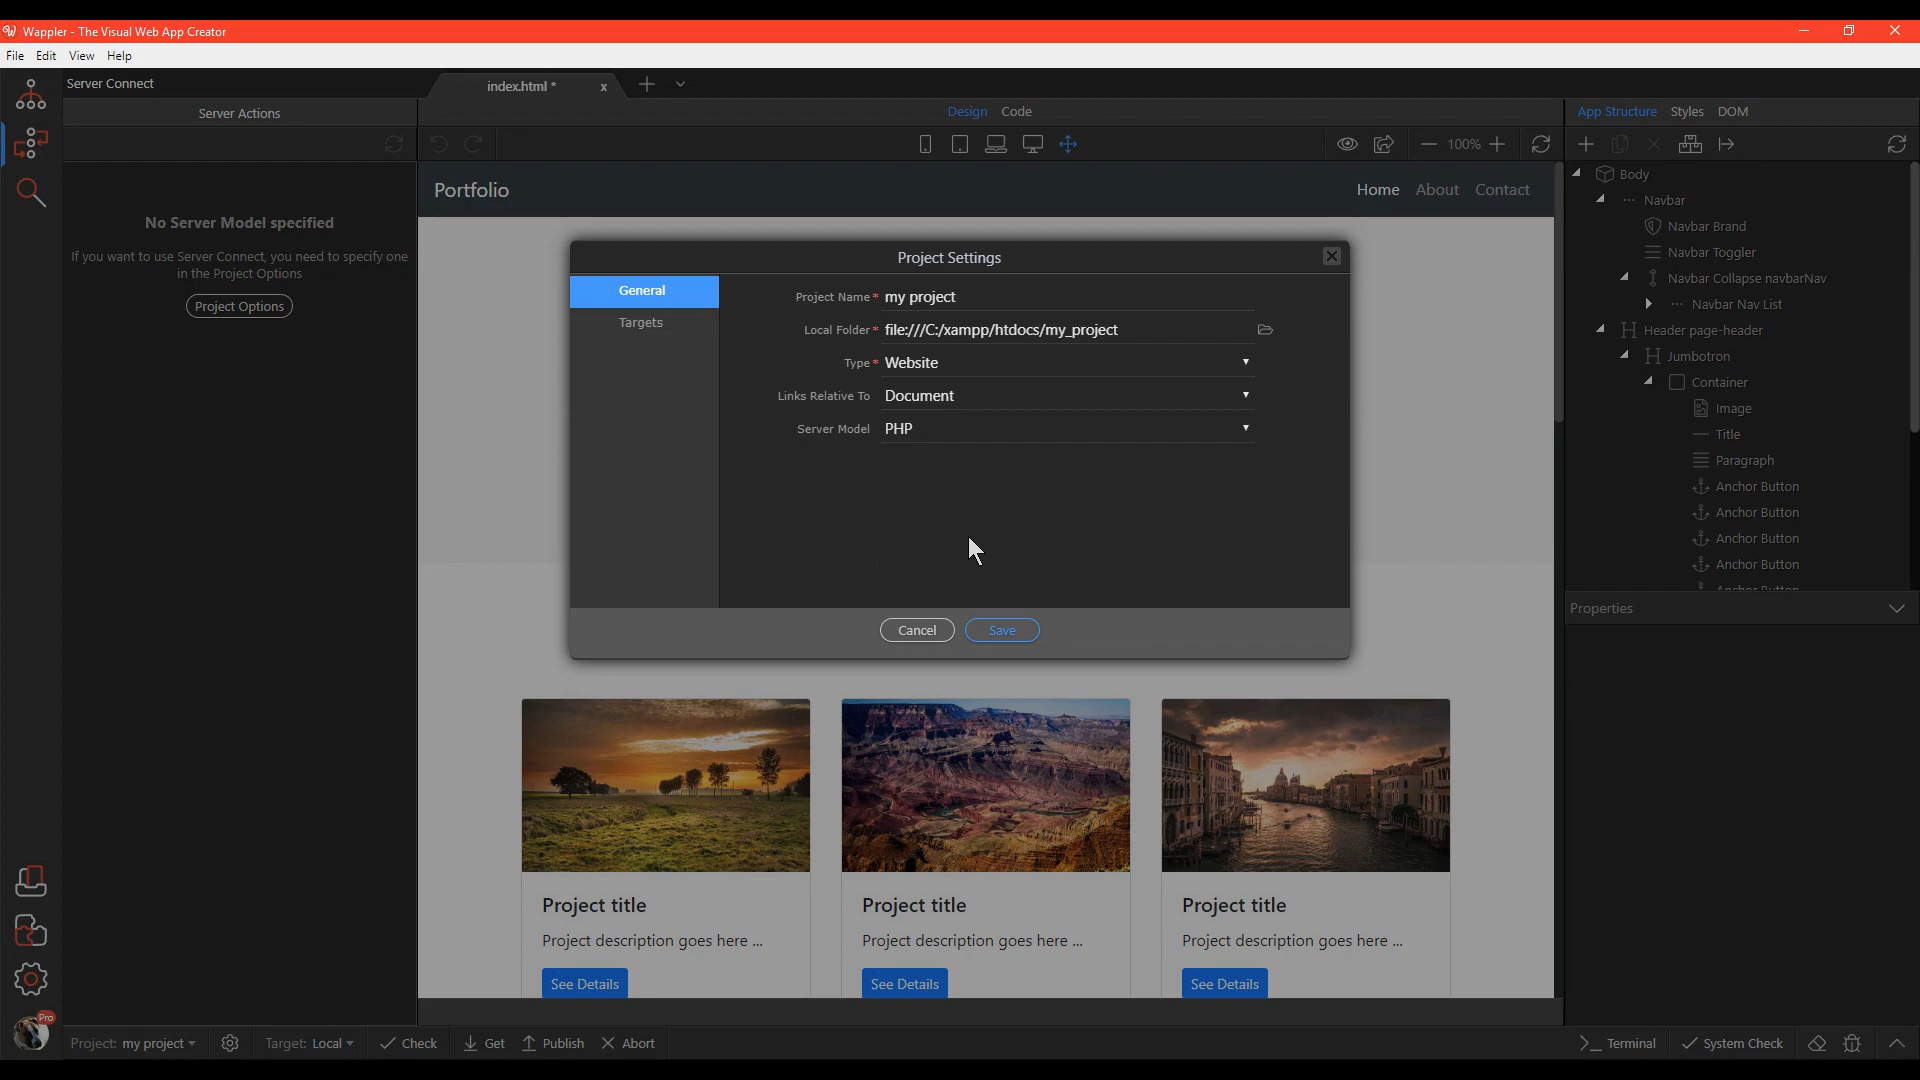 Wappler - The Visual Web App Creator
File Edit View Help
Server Connect
index.html * x
Server Actions
Design Code
App Structure Styles DOM
100%
No Server Model specified
If you want to use Server Connect, you need to specify one
in the Project Options
Project Options
Portfolio
Home About Contact
Project Settings
General
Targets
Project Name * my project
Local Folder * file:///C:/xampp/htdocs/my_project
Type * Website
Links Relative To Document
Server Model PHP
Cancel Save
Project title
Project description goes here ...
See Details
Project title
Project description goes here ...
See Details
Project title
Project description goes here ...
See Details
Body
Navbar
Navbar Brand
Navbar Toggler
Navbar Collapse navbarNav
Navbar Nav List
Header page-header
Jumbotron
Container
Image
Title
Paragraph
Anchor Button
Anchor Button
Anchor Button
Anchor Button
Anchor Button
Properties
Pro
Project: my project
Target: Local
Check
Get
Publish
Abort
Terminal
System Check